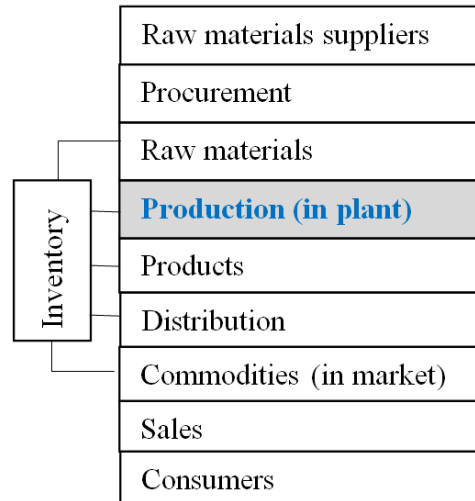 Raw materials suppliers
Procurement
Raw materials
Production (in plant)
Products
Distribution
Commodities (in market)
Sales
Consumers
Inventory